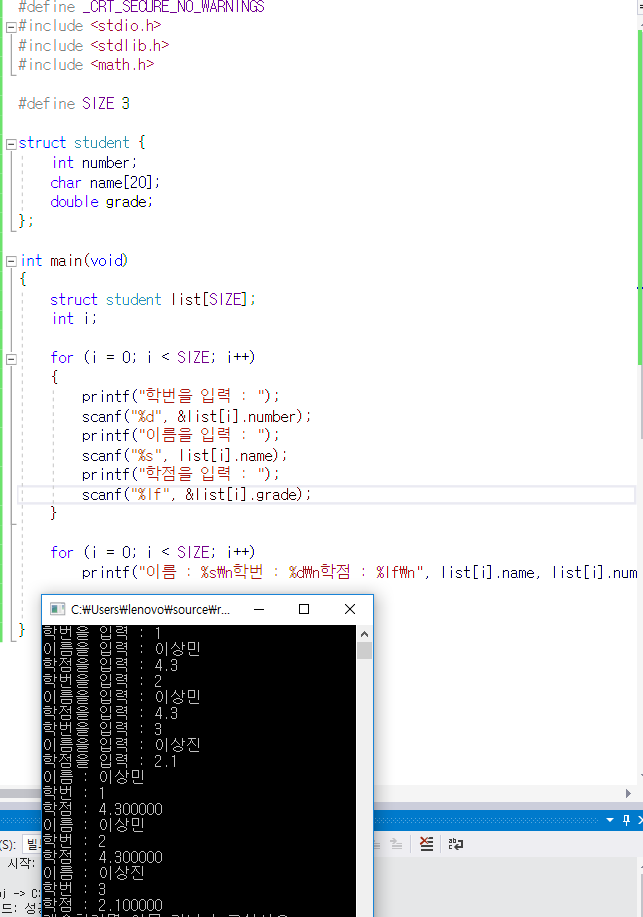 #define _CRT_SECURE_NO_WARNINGS
#include <stdio.h>
#include <stdlib.h>
#include <math.h>
#define SIZE 3
struct student {
int number;
char name[20];
double grade;
};
int main(void)
{
struct student list[SIZE];
int i;
for (i = 0; i < SIZE; i++)
{
printf("학번을 입력 : ");
scanf("%d", &list[i].number);
printf("이름을 입력 : ");
scanf("%s", list[i].name);
printf("학점을 입력 : ");
scanf("%lf", &list[i].grade);
}
for (i = 0; i < SIZE; i++)
printf("이름 : %s₩n학번 : %d₩n학점 : %lf₩n", list[i].name, list[i].num
}
C:₩Users₩lenovo₩source₩r...
학번을 입력 : 1
이름을 입력 : 이상민
학점을 입력 : 4.3
학번을 입력 : 2
이름을 입력 : 이상민
학점을 입력 : 4.3
학번을 입력 : 3
이름을 입력 : 이상진
학점을 입력 : 2.1
이름 : 이상민
학번 : 1
학점 : 4.300000
이름 : 이상민
학번 : 2
학점 : 4.300000
이름 : 이상진
학번 : 3
학점 : 2.100000
(S):
시작:
-> C: